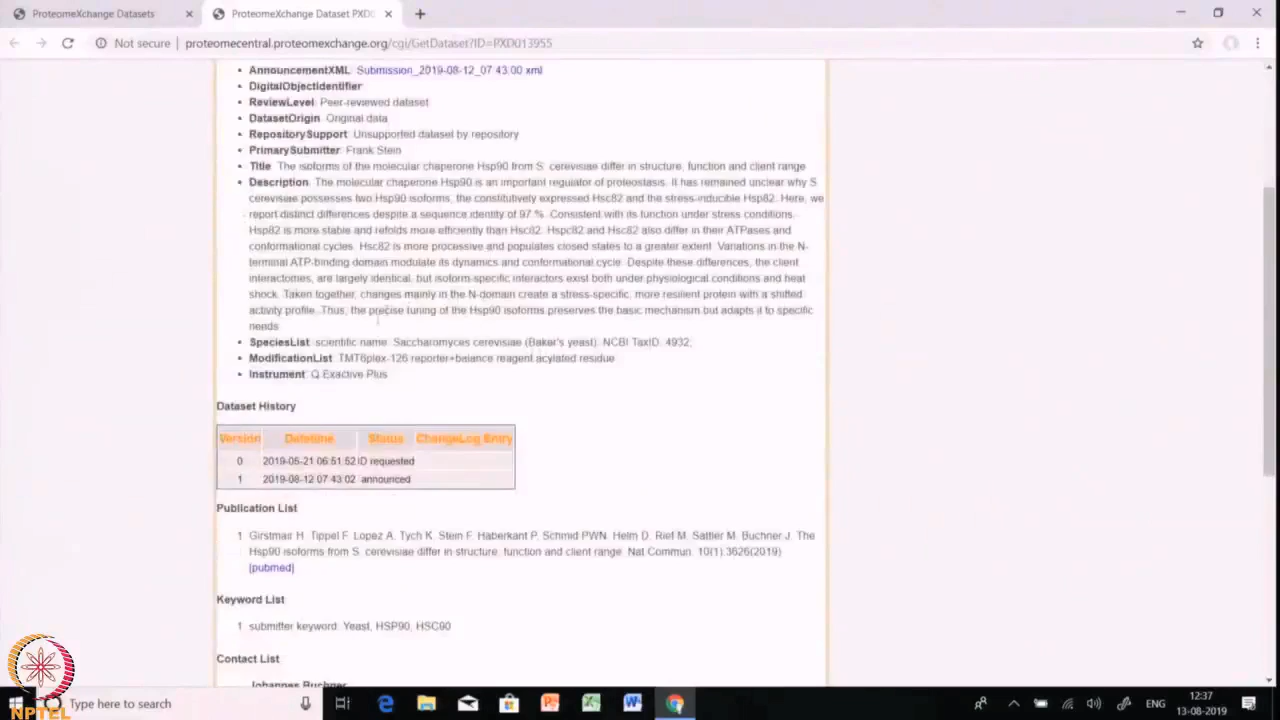 ProteomeXchange Datasets
ProteomeXchange Dataset PXD0
Not secure | proteomecentral.proteomexchange.org/cgi/GetDataset?ID=PXD013955
AnnouncementXML Submission_2019-08-12_07 43:00 xml
DigitalObjectIdentifier
ReviewLevel Peer-reviewed dataset
DatasetOrigin Original data
RepositorySupport Unsupported dataset by repository
PrimarySubmitter Frank Stein
Title The isoforms of the molecular chaperone Hsp90 from S. cerevisiae differ in structure, function and client range
Description The molecular chaperone Hsp90 is an important regulator of proteostasis. It has remained unclear why S
cerevisiae possesses two Hsp90 isoforms, the constitutively expressed Hsc82 and the stress-inducible Hsp82. Here, we
report distinct differences despite a sequence identity of 97 %. Consistent with its function under stress conditions,
Hsp82 is more stable and refolds more efficiently than Hsc82. Hspc82 and Hsc82 also differ in their ATPases and
conformational cycles. Hsc82 is more processive and populates closed states to a greater extent. Variations in the N-
terminal ATP-binding domain modulate its dynamics and conformational cycle. Despite these differences, the client
interactomes, are largely identical, but isoform-specific interactors exist both under physiological conditions and heat
shock. Taken together, changes mainly in the N-domain create a stress-specific, more resilient protein with a shifted
activity profile. Thus, the precise tuning of the Hsp90 isoforms preserves the basic mechanism but adapts it to specific
needs
SpeciesList scientific name: Saccharomyces cerevisiae (Baker's yeast). NCBI TaxID: 4932;
ModificationList TMT6plex-126 reporter+balance reagent acylated residue
Instrument Q Exactive Plus
Dataset History
Version Datetime Status ChangeLog Entry
0 2019-05-21 06:51:52 ID requested
1 2019-08-12 07:43:02 announced
Publication List
1 Girstmair H, Tippel F, Lopez A, Tych K, Stein F, Haberkant P, Schmid PWN, Helm D, Rief M, Sattler M, Buchner J, The
Hsp90 isoforms from S. cerevisiae differ in structure, function and client range. Nat Commun, 10(1):3626(2019)
[pubmed]
Keyword List
1 submitter keyword: Yeast, HSP90, HSC90
Contact List
Johannes Buchner
NPTEL
Type here to search
ENG
12:37
13-08-2019